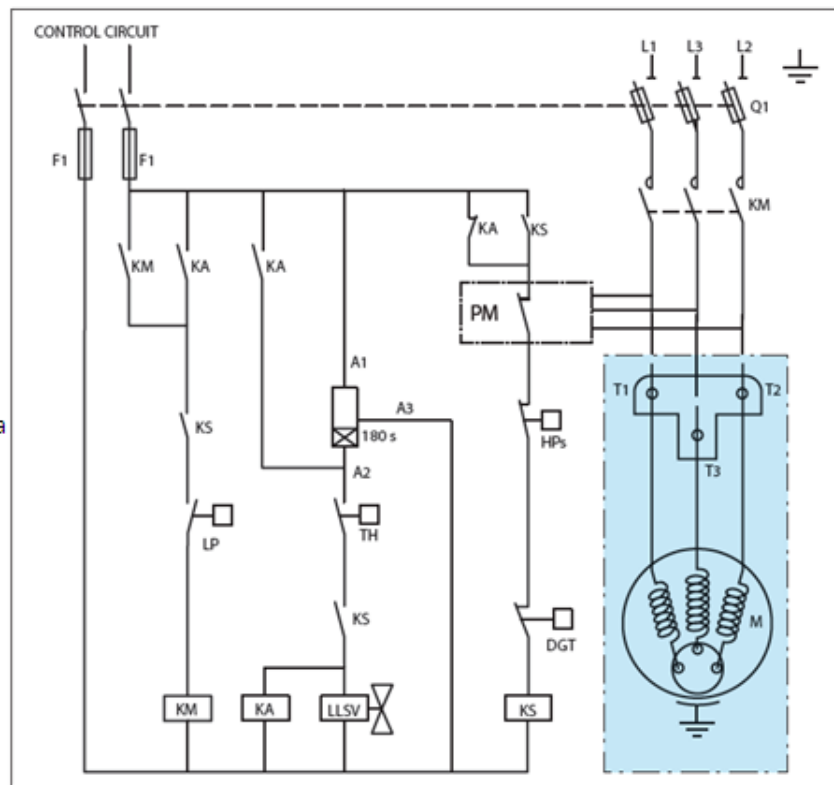 CONTROL CIRCUIT
L1 L3 L2
Q1
F1 F1
KM
KA KS
KM KA KA
PM
A1
T1 T2
A3
a
180 s
KS HPs
A2
T3
LP TH
KS
M
DGT
KM KA LLSV KS